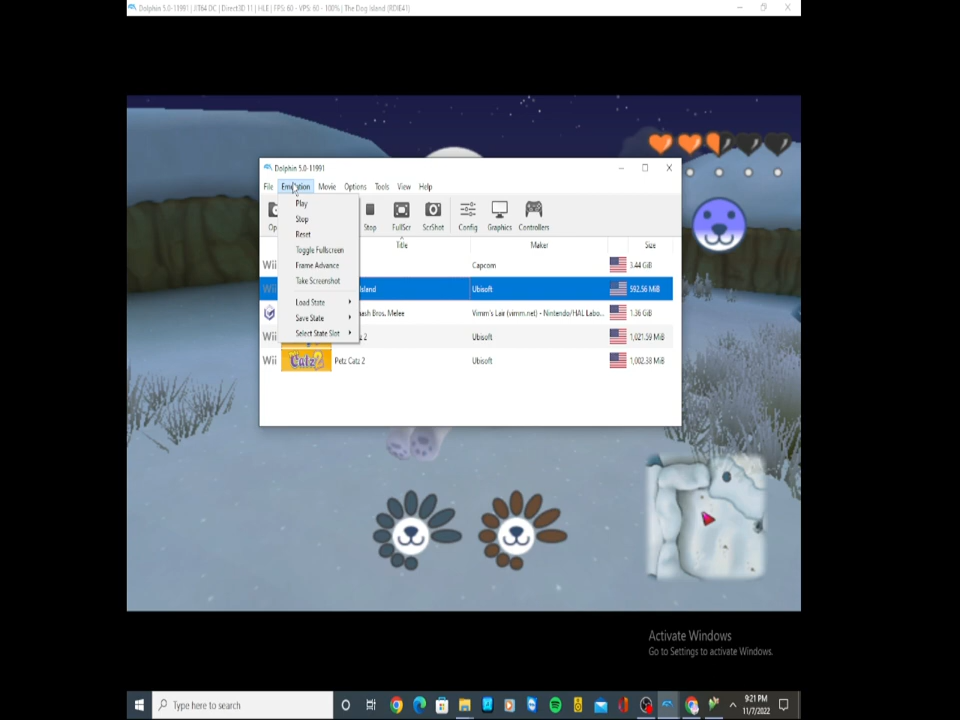 Dolphin 5.0-11991 | JIT64 DC | Direct3D 11 | HLE | FPS: 60 - VPS: 60 - 100% | The Dog Island (RDIE41)
Dolphin 5.0-11991
File Emulation Movie Options Tools View Help
Stop FullScr ScrShot Config Graphics Controllers
Play
Stop
Reset
Toggle Fullscreen
Frame Advance
Take Screenshot
Load State
Save State
Select State Slot
Title Maker Size
Wii Capcom 3.44 GiB
Wii sland Ubisoft 592.56 MiB
ash Bros. Melee Vimm's Lair (vimm.net) - Nintendo/HAL Labo... 1.36 GiB
Wii z 2 Ubisoft 1,021.59 MiB
Wii Catz 2 Petz Catz 2 Ubisoft 1,002.38 MiB
Activate Windows
Go to Settings to activate Windows.
Type here to search
9:21 PM
11/7/2022